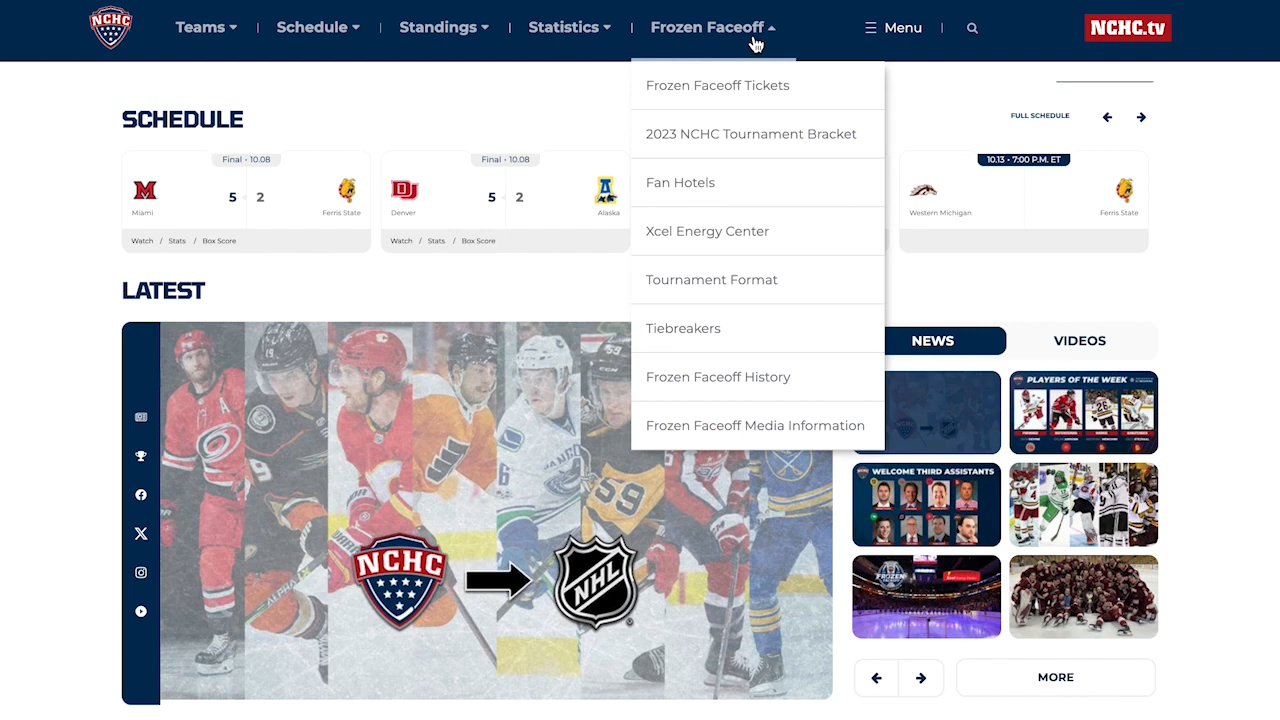 NCHC
Teams
Schedule
Standings
Statistics
Frozen Faceoff
Menu
NCHC.tv
Frozen Faceoff Tickets
2023 NCHC Tournament Bracket
Fan Hotels
Xcel Energy Center
Tournament Format
Tiebreakers
Frozen Faceoff History
Frozen Faceoff Media Information
SCHEDULE
FULL SCHEDULE
Final • 10.08
5 2
Miami Ferris State
Watch / Stats / Box Score
Final • 10.08
5 2
Denver Alaska
Watch / Stats / Box Score
10.13 • 7:00 P.M. ET
Western Michigan Ferris State
LATEST
NCHC
NHL
NEWS
VIDEOS
PLAYERS OF THE WEEK
WELCOME THIRD ASSISTANTS
FROZEN
MORE